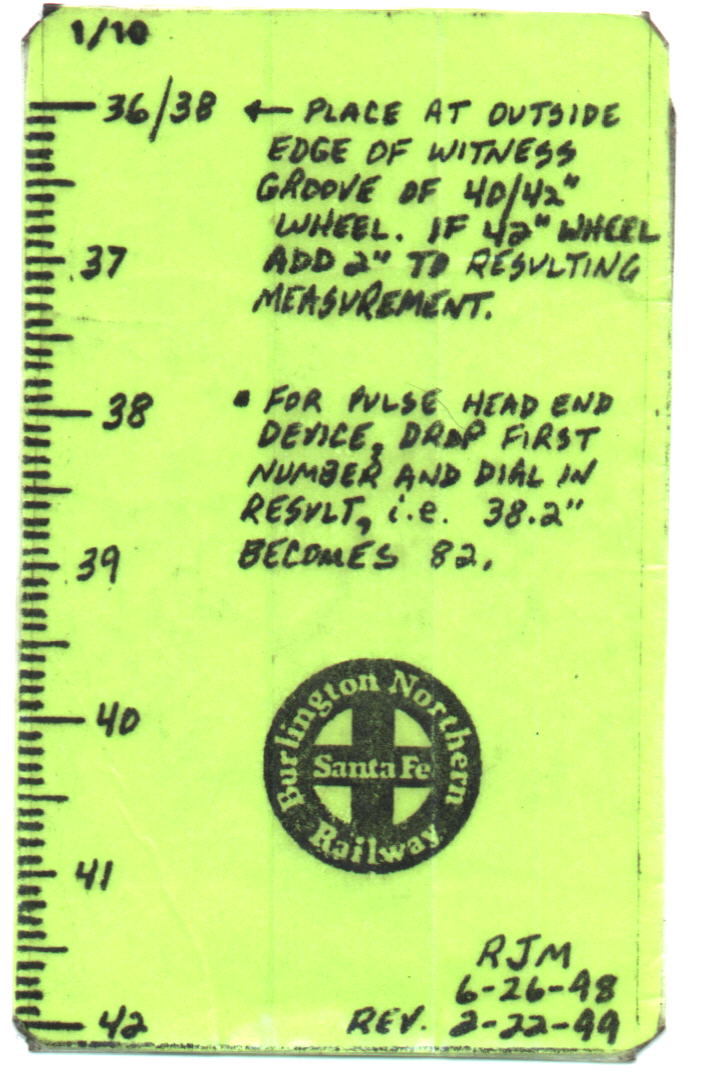 1/10
36/38 ← PLACE AT OUTSIDE
EDGE OF WITNESS
GROOVE OF 40/42"
WHEEL. IF 42" WHEEL
37 ADD 2" TO RESULTING
MEASUREMENT.
38 • FOR PULSE HEAD END
DEVICE, DROP FIRST
NUMBER AND DIAL IN
RESULT, i.e. 38.2"
39 BECOMES 82.
Burlington Northern
Santa Fe
Railway
40
41
RJM
6-26-98
42 REV. 2-22-99